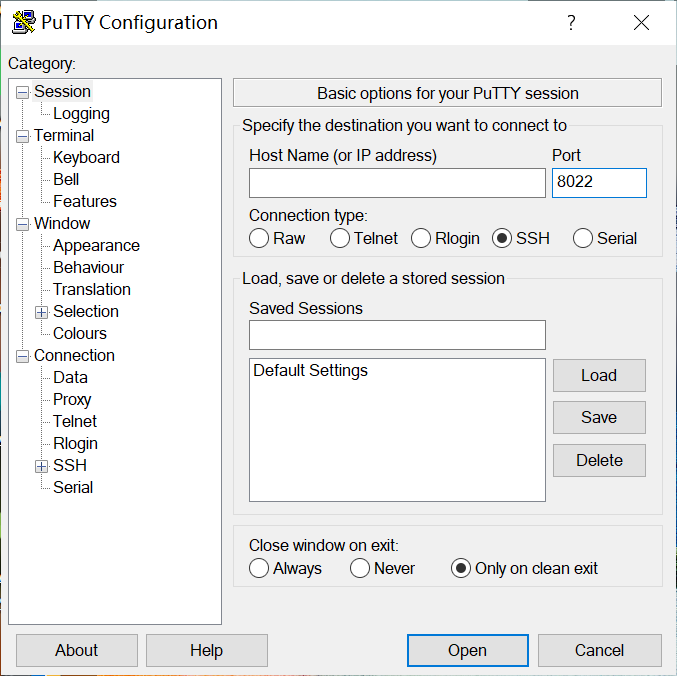 PuTTY Configuration
?
Category:
Session
Logging
Terminal
Keyboard
Bell
Features
Window
Appearance
Behaviour
Translation
Selection
Colours
Connection
Data
Proxy
Telnet
Rlogin
SSH
Serial
Basic options for your PuTTY session
Specify the destination you want to connect to
Host Name (or IP address) Port
8022
Connection type:
Raw Telnet Rlogin SSH Serial
Load, save or delete a stored session
Saved Sessions
Default Settings
Load
Save
Delete
Close window on exit:
Always Never Only on clean exit
About Help Open Cancel